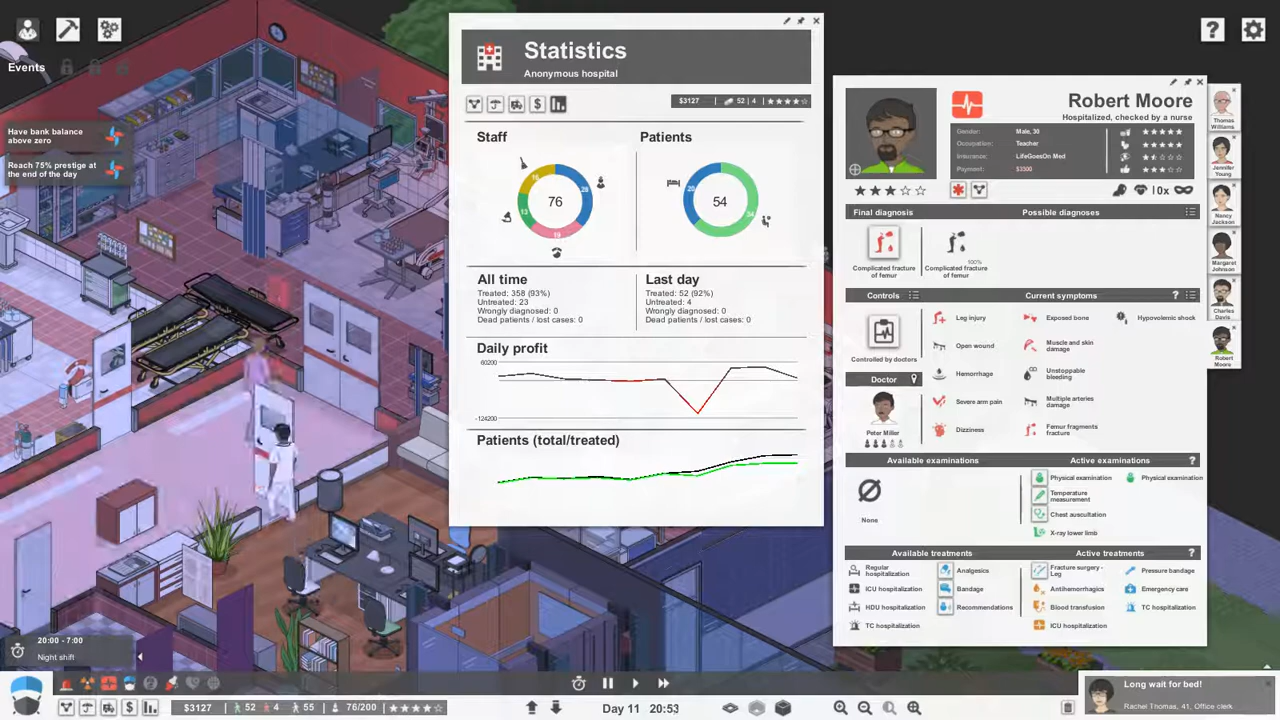 Events
Have bank balance
above zero
Reach 75% prestige at
the end of the day
Statistics
Anonymous hospital
$3127 52 | 4
Staff
Patients
16
28
13
19
76
20
34
54
All time
Treated: 358 (93%)
Untreated: 23
Wrongly diagnosed: 0
Dead patients / lost cases: 0
Last day
Treated: 52 (92%)
Untreated: 4
Wrongly diagnosed: 0
Dead patients / lost cases: 0
Daily profit
60200
-124200
Patients (total/treated)
Robert Moore
Hospitalized, checked by a nurse
Gender: Male, 30
Occupation: Teacher
Insurance: LifeGoesOn Med
Payment: $3300
0x
Final diagnosis
Possible diagnoses
Complicated fracture
of femur
100%
Complicated fracture
of femur
Controls
Current symptoms
?
Controlled by doctors
Doctor
Peter Miller
Leg injury
Open wound
Hemorrhage
Severe arm pain
Dizziness
Exposed bone
Muscle and skin
damage
Unstoppable
bleeding
Multiple arteries
damage
Femur fragments
fracture
Hypovolemic shock
Available examinations
Active examinations
?
None
Physical examination
Temperature
measurement
Chest auscultation
X-ray lower limb
Physical examination
Available treatments
Active treatments
?
Regular
hospitalization
ICU hospitalization
HDU hospitalization
TC hospitalization
Analgesics
Bandage
Recommendations
Fracture surgery -
Leg
Antihemorrhagics
Blood transfusion
ICU hospitalization
Pressure bandage
Emergency care
TC hospitalization
Thomas
Williams
Jennifer
Young
Nancy
Jackson
Margaret
Johnson
Charles
Davis
Robert
Moore
20:00 - 7:00
Night shift
$3127 52 4 55 76/200
Day 11 20:53
Long wait for bed!
Rachel Thomas, 41, Office clerk